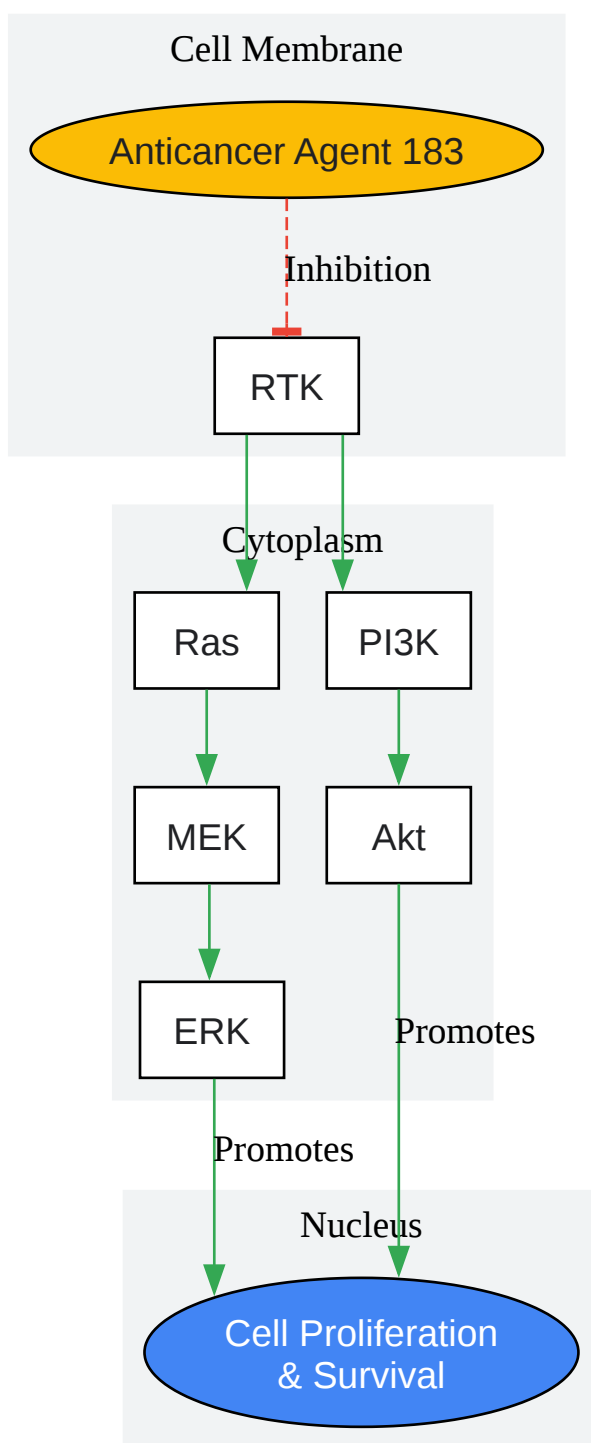 Cell Membrane
Anticancer Agent 183
Inhibition
RTK
Cytoplasm
Ras
PI3K
MEK
Akt
ERK
Promotes
Promotes
Nucleus
Cell Proliferation
& Survival